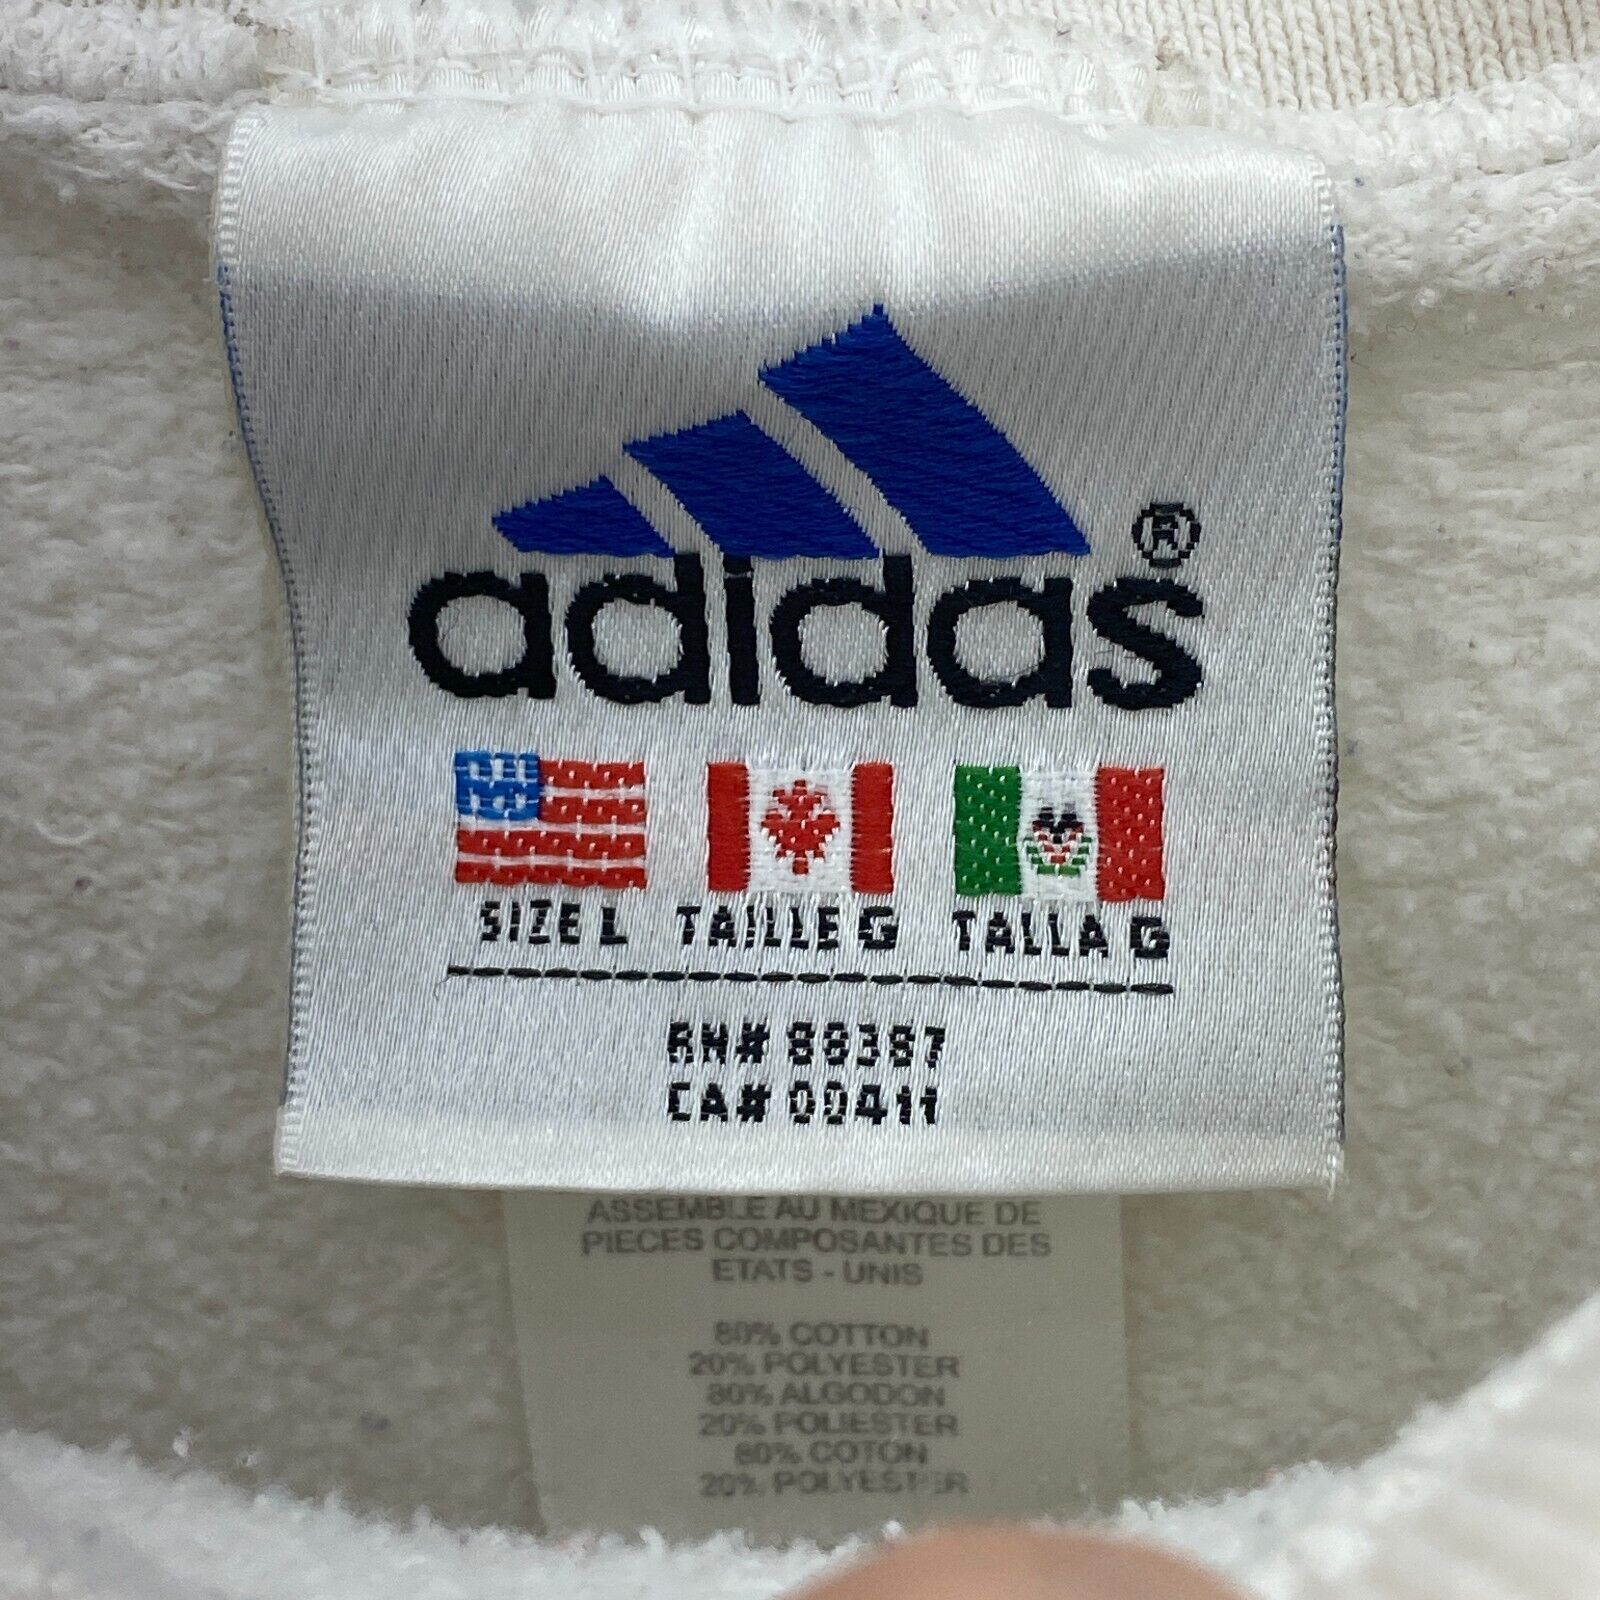 adidas®
SIZE L TAILLE G TALLA G
RN# 88387
CA# 00411
ASSEMBLE AU MEXIQUE DE
PIECES COMPOSANTES DES
ETATS - UNIS
80% COTTON
20% POLYESTER
80% ALGODON
20% POLIESTER
80% COTON
20% POLYESTER